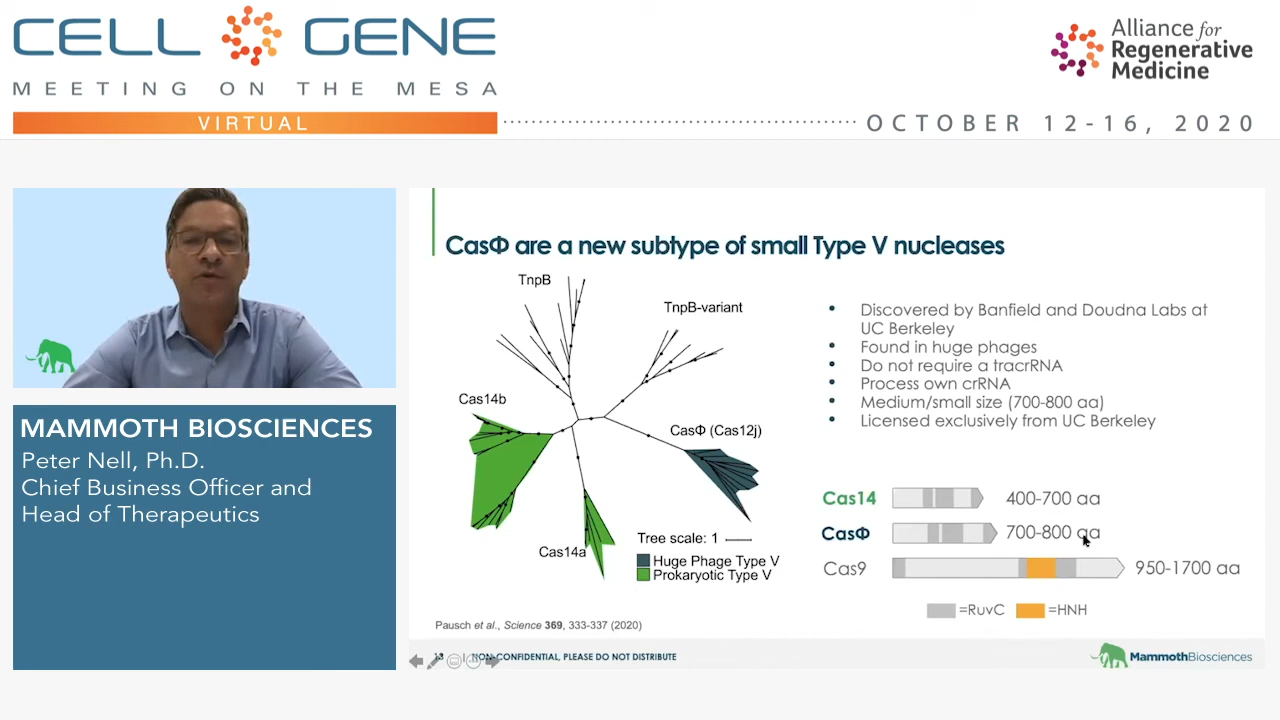 CELL GENE
MEETING ON THE MESA
VIRTUAL
Alliance for
Regenerative
Medicine
OCTOBER 12-16, 2020
MAMMOTH BIOSCIENCES
Peter Nell, Ph.D.
Chief Business Officer and
Head of Therapeutics
CasΦ are a new subtype of small Type V nucleases
TnpB
TnpB-variant
Cas14b
CasΦ (Cas12j)
Cas14a
Tree scale: 1
Huge Phage Type V
Prokaryotic Type V
• Discovered by Banfield and Doudna Labs at
UC Berkeley
• Found in huge phages
• Do not require a tracrRNA
• Process own crRNA
• Medium/small size (700-800 aa)
• Licensed exclusively from UC Berkeley
Cas14 400-700 aa
CasΦ 700-800 aa
Cas9 950-1700 aa
=RuvC =HNH
Pausch et al., Science 369, 333-337 (2020)
13 | NON-CONFIDENTIAL, PLEASE DO NOT DISTRIBUTE
MammothBiosciences